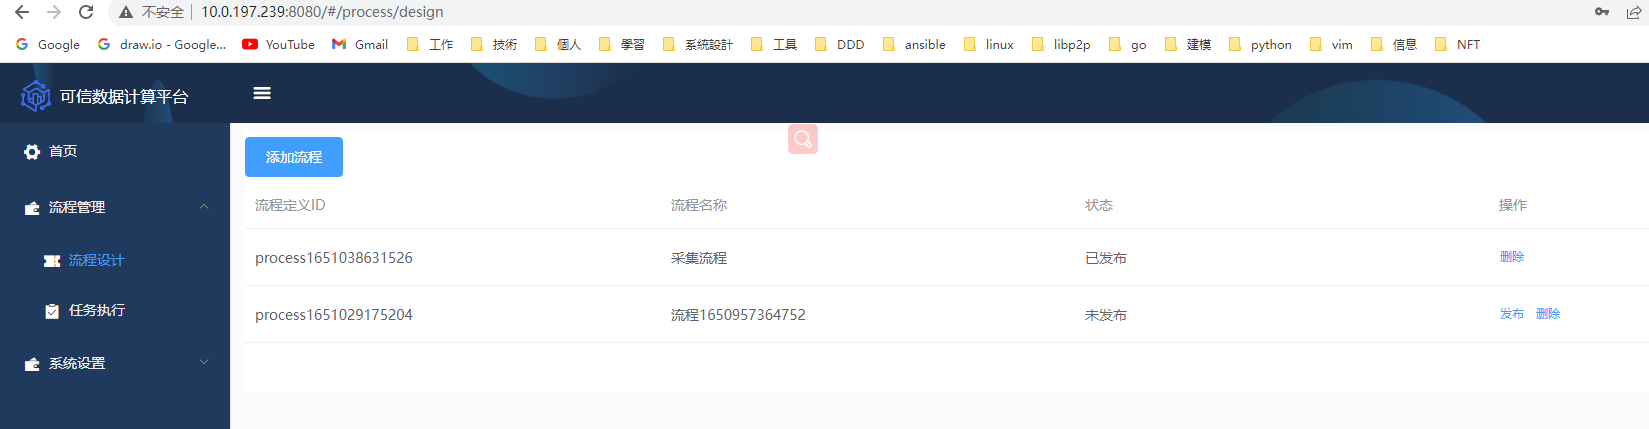 不安全 10.0.197.239:8080/#/process/design
Google draw.io - Google... YouTube Gmail 工作 技術 個人 學習 系統設計 工具 DDD ansible linux libp2p go 建模 python vim 信息 NFT
可信数据计算平台
首页
流程管理
流程设计
任务执行
系统设置
添加流程
流程定义ID 流程名称 状态 操作
process1651038631526 采集流程 已发布 删除
process1651029175204 流程1650957364752 未发布 发布 删除